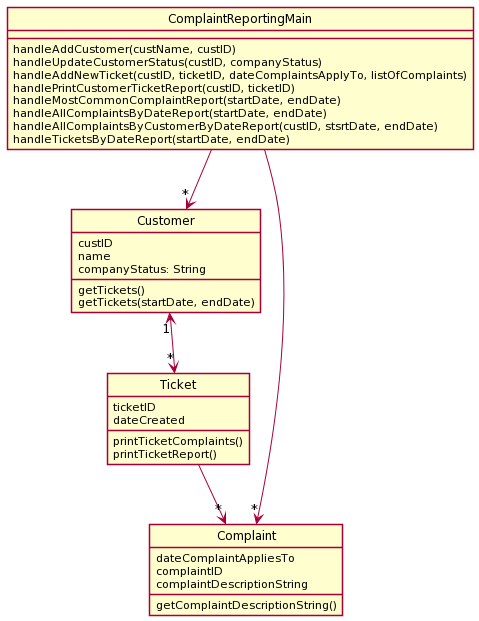 ComplaintReportingMain
handleAddCustomer(custName, custID)
handleUpdateCustomerStatus(custID, companyStatus)
handleAddNewTicket(custID, ticketID, dateComplaintsApplyTo, listOfComplaints)
handlePrintCustomerTicketReport(custID, ticketID)
handleMostCommonComplaintReport(startDate, endDate)
handleAllComplaintsByDateReport(startDate, endDate)
handleAllComplaintsByCustomerByDateReport(custID, stsrtDate, endDate)
handleTicketsByDateReport(startDate, endDate)
*
Customer
custID
name
companyStatus: String
getTickets()
getTickets(startDate, endDate)
1
*
Ticket
ticketID
dateCreated
printTicketComplaints()
printTicketReport()
* *
Complaint
dateComplaintAppliesTo
complaintID
complaintDescriptionString
getComplaintDescriptionString()